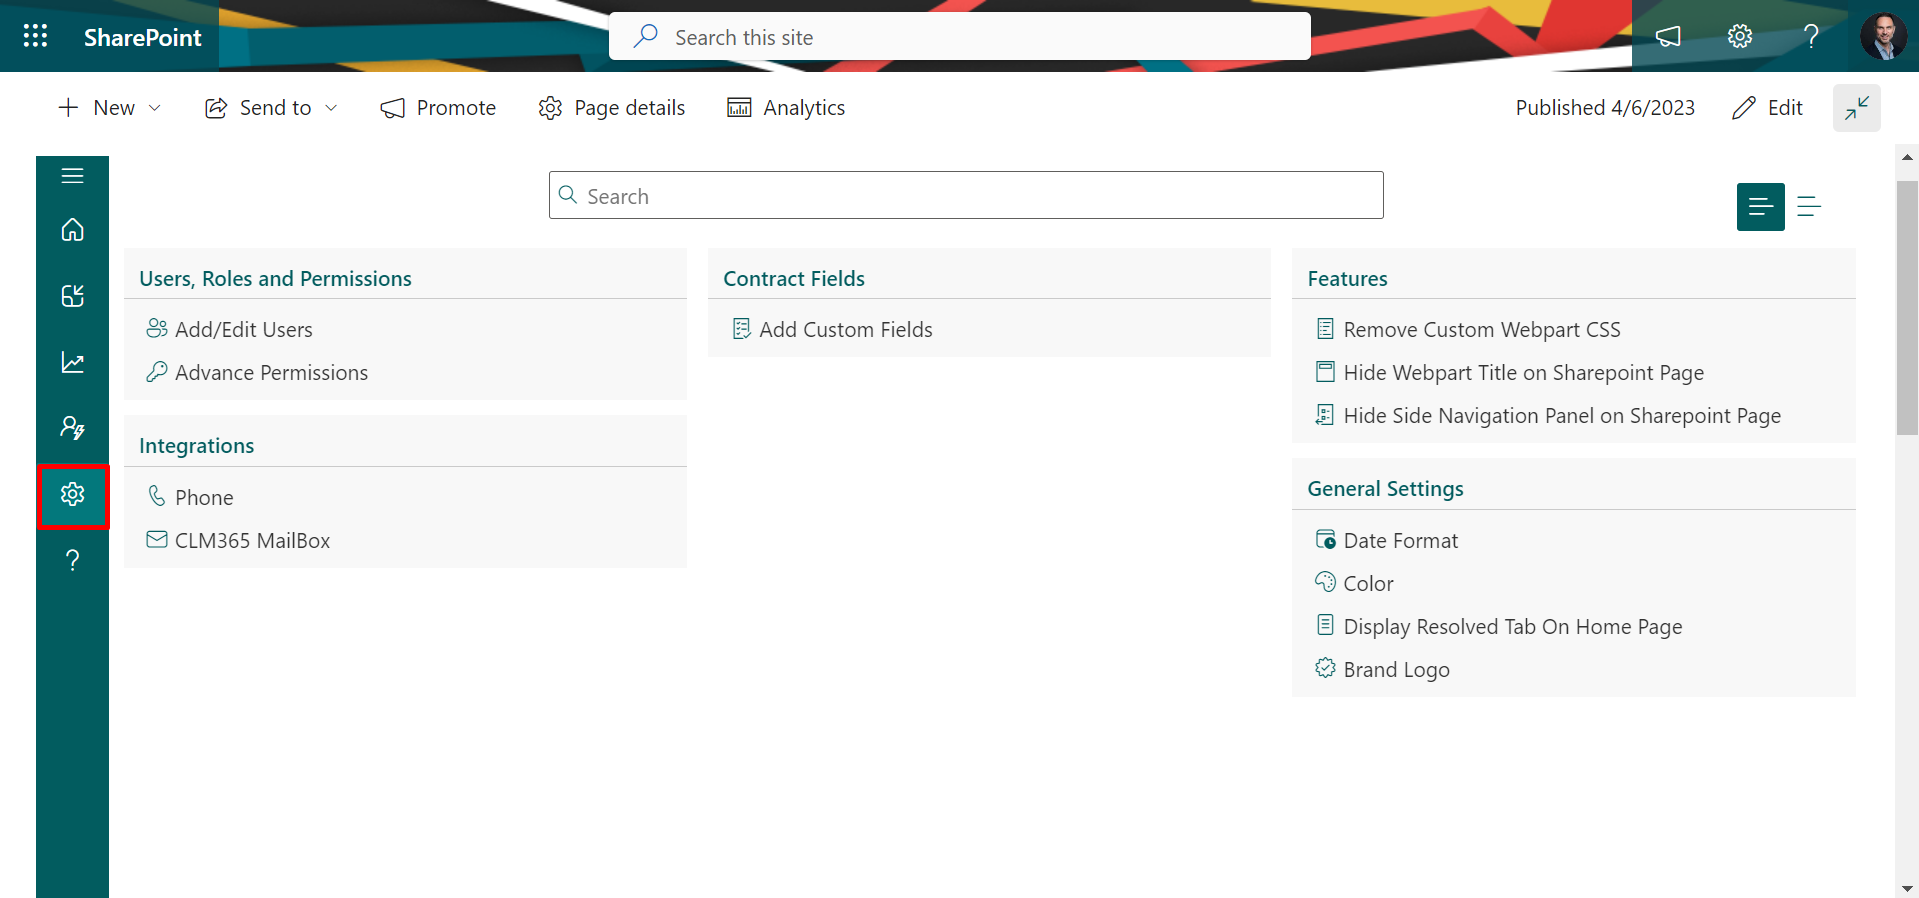 SharePoint
Search this site
New
Send to
Promote
Page details
Analytics
Published 4/6/2023
Edit
Search
Users, Roles and Permissions
Add/Edit Users
Advance Permissions
Integrations
Phone
CLM365 MailBox
Contract Fields
Add Custom Fields
Features
Remove Custom Webpart CSS
Hide Webpart Title on Sharepoint Page
Hide Side Navigation Panel on Sharepoint Page
General Settings
Date Format
Color
Display Resolved Tab On Home Page
Brand Logo